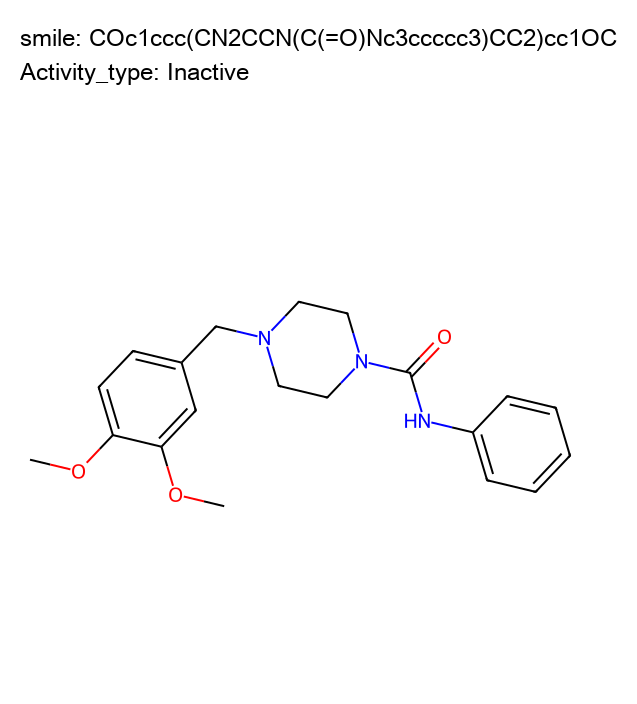 smile: COc1ccc(CN2CCN(C(=O)Nc3ccccc3)CC2)cc1OC
Activity_type: Inactive
N
O
N
HN
O
O